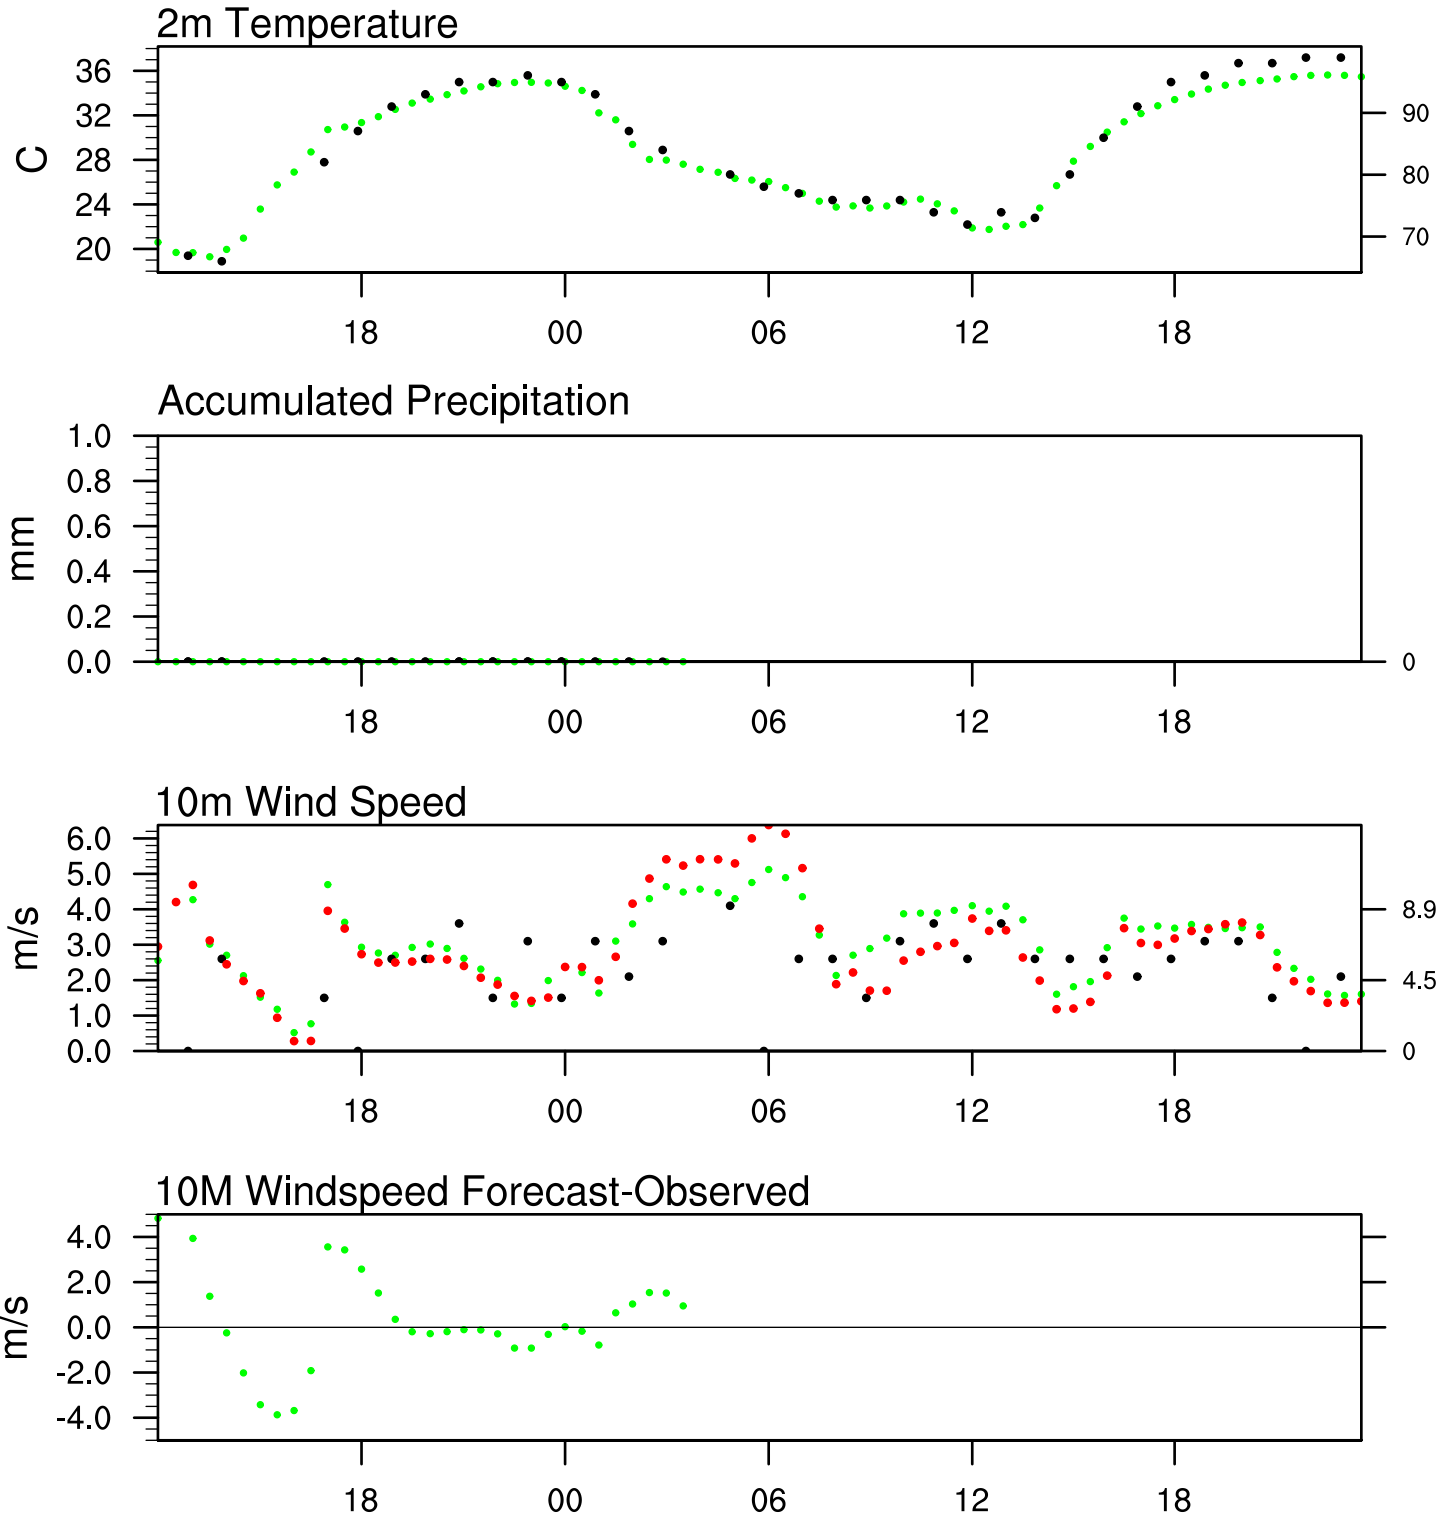 2m Temperature
36
32
28
24
20
C
90
80
70
18 00 06 12 18
Accumulated Precipitation
1.0
0.8
0.6
0.4
0.2
0.0
mm
0
18 00 06 12 18
10m Wind Speed
6.0
5.0
4.0
3.0
2.0
1.0
0.0
m/s
8.9
4.5
0
18 00 06 12 18
10M Windspeed Forecast-Observed
4.0
2.0
0.0
-2.0
-4.0
m/s
18 00 06 12 18